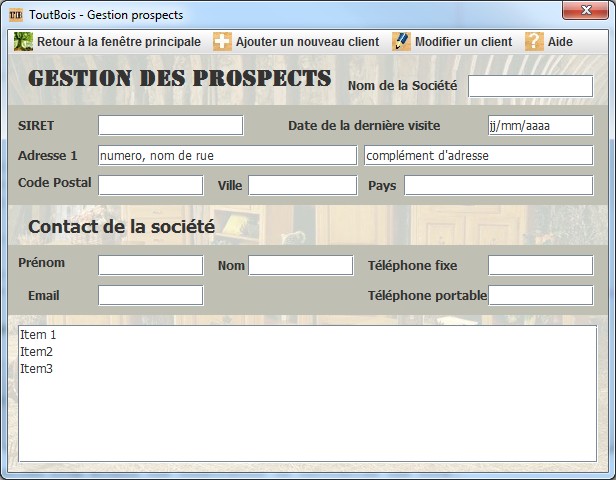 ToutBois - Gestion prospects
Retour à la fenêtre principale Ajouter un nouveau client Modifier un client Aide
GESTION DES PROSPECTS Nom de la Société
SIRET Date de la dernière visite jj/mm/aaaa
Adresse 1 numero, nom de rue complément d'adresse
Code Postal Ville Pays
Contact de la société
Prénom Nom Téléphone fixe
Email Téléphone portable
Item 1
Item2
Item3